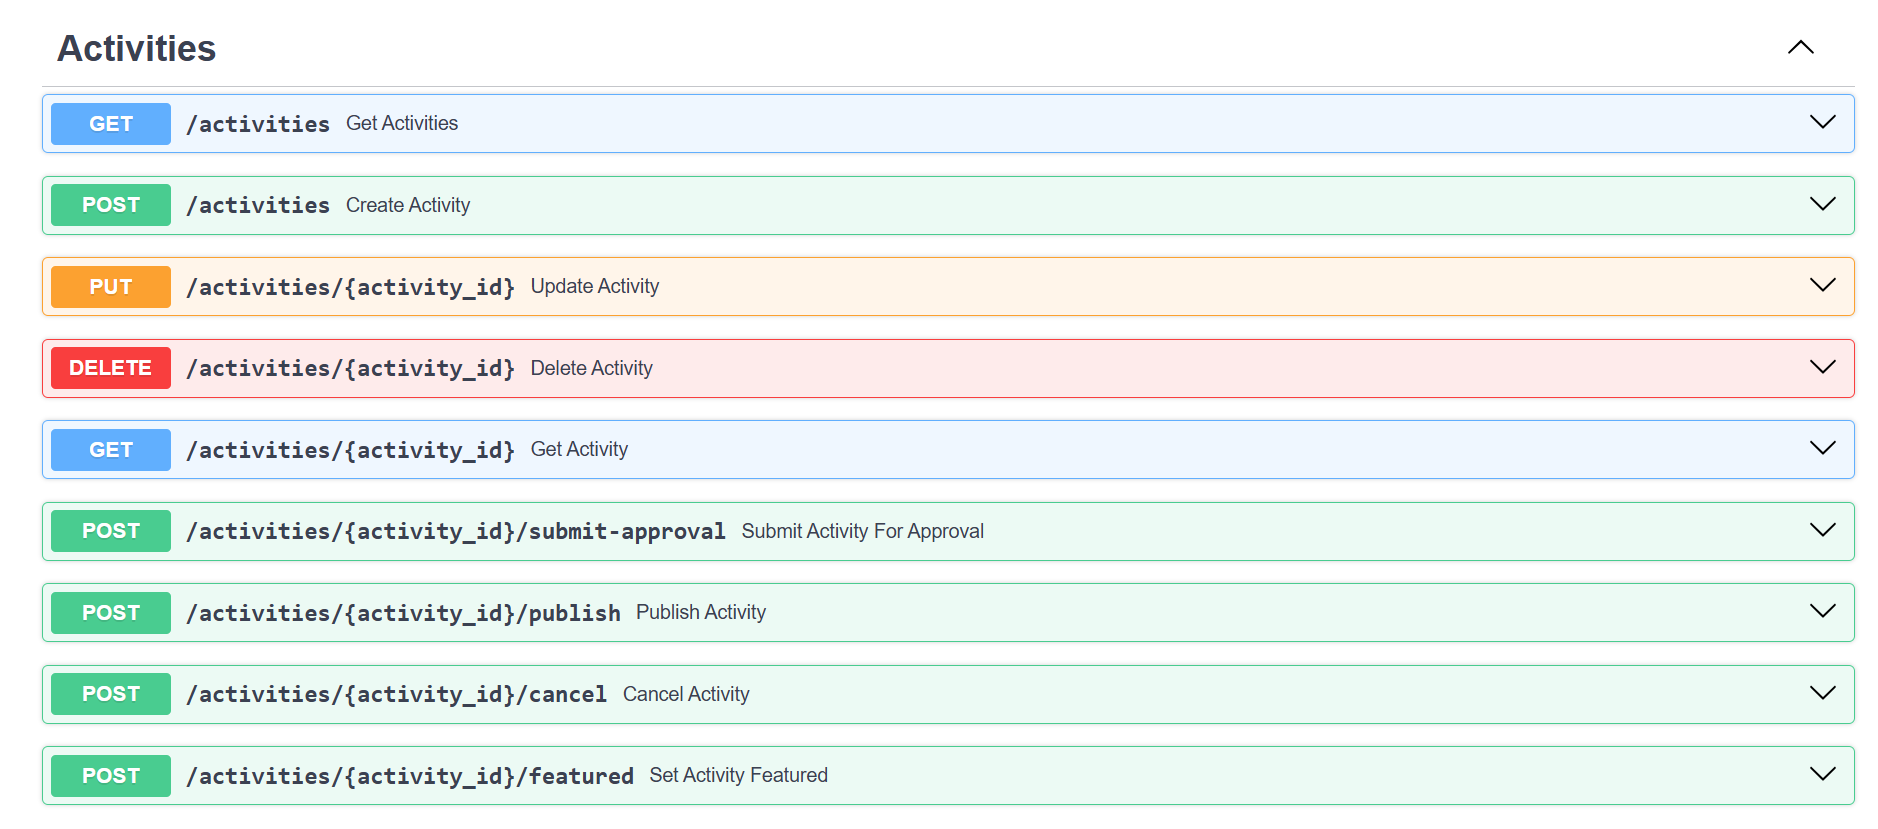 Activities
GET /activities Get Activities
POST /activities Create Activity
PUT /activities/{activity_id} Update Activity
DELETE /activities/{activity_id} Delete Activity
GET /activities/{activity_id} Get Activity
POST /activities/{activity_id}/submit-approval Submit Activity For Approval
POST /activities/{activity_id}/publish Publish Activity
POST /activities/{activity_id}/cancel Cancel Activity
POST /activities/{activity_id}/featured Set Activity Featured